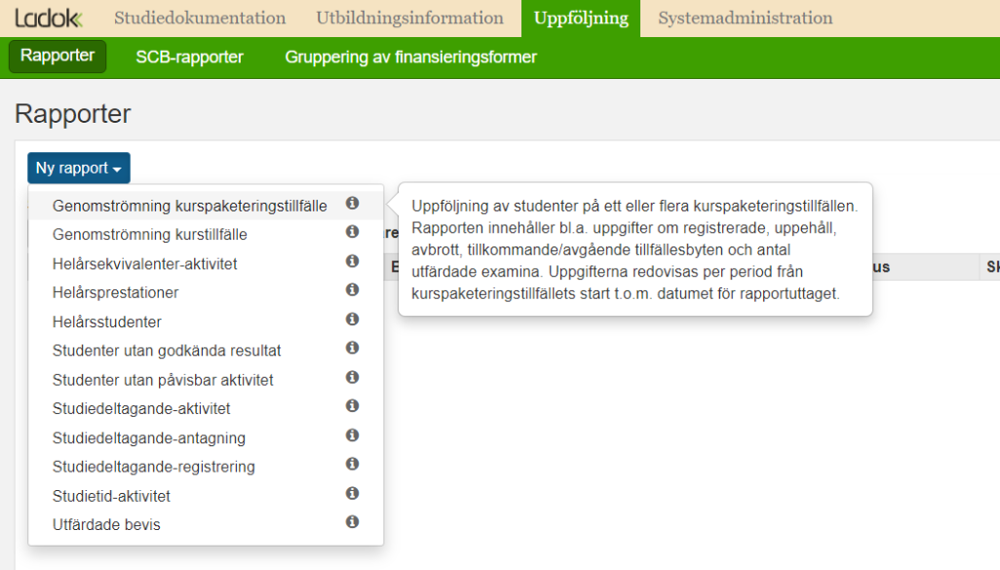 Ladok
Studiedokumentation
Utbildningsinformation
Uppföljning
Systemadministration
Rapporter
SCB-rapporter
Gruppering av finansieringsformer
Rapporter
Ny rapport
Genomströmning kurspaketeringstillfälle
Genomströmning kurstillfälle
Helårsekvivalenter-aktivitet
Helårsprestationer
Helårsstudenter
Studenter utan godkända resultat
Studenter utan påvisbar aktivitet
Studiedeltagande-aktivitet
Studiedeltagande-antagning
Studiedeltagande-registrering
Studietid-aktivitet
Utfärdade bevis
Uppföljning av studenter på ett eller flera kurspaketeringstillfällen.
Rapporten innehåller bl.a. uppgifter om registrerade, uppehåll,
avbrott, tillkommande/avgående tillfällesbyten och antal
utfärdade examina. Uppgifterna redovisas per period från
kurspaketeringstillfällets start t.o.m. datumet för rapportuttaget.